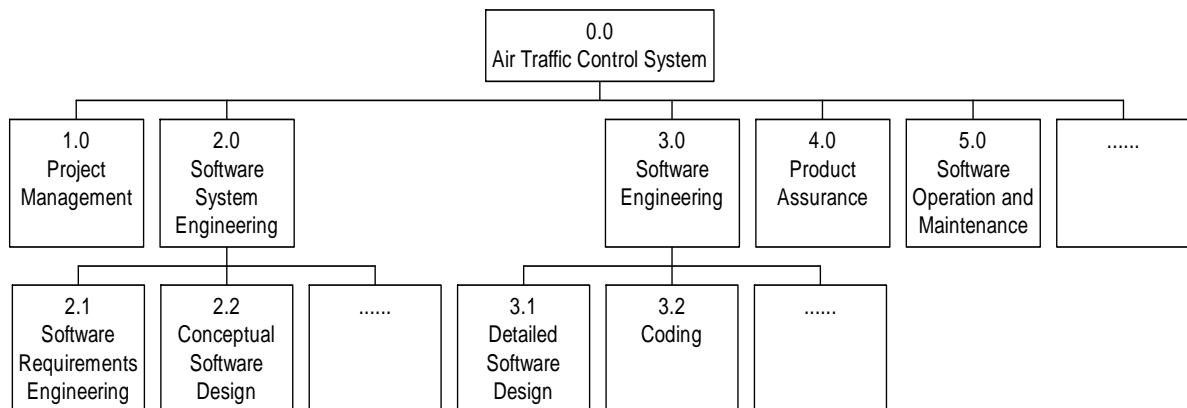 0.0
Air Traffic Control System
1.0
Project
Management
2.0
Software
System
Engineering
3.0
Software
Engineering
4.0
Product
Assurance
5.0
Software
Operation and
Maintenance
......
2.1
Software
Requirements
Engineering
2.2
Conceptual
Software
Design
......
3.1
Detailed
Software
Design
3.2
Coding
......